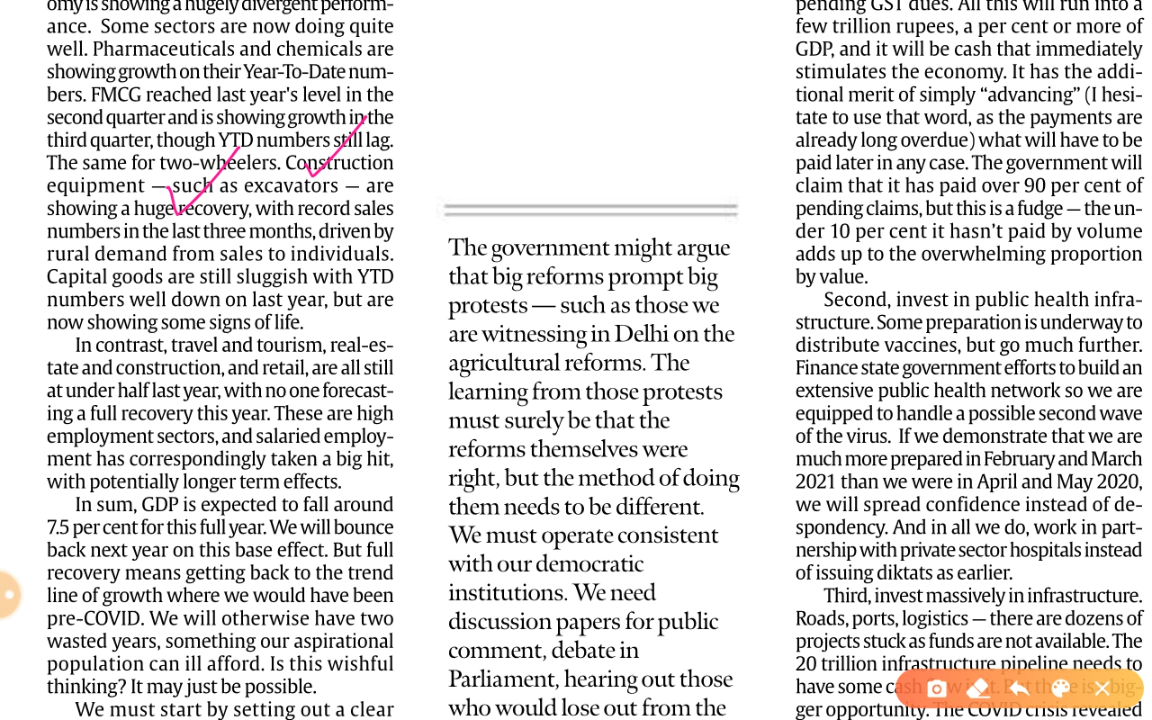 omy is showing a hugely divergent perform-
ance. Some sectors are now doing quite
well. Pharmaceuticals and chemicals are
showing growth on their Year-To-Date num-
bers. FMCG reached last year's level in the
second quarter and is showing growth in the
third quarter, though YTD numbers still lag.
The same for two-wheelers. Construction
equipment — such as excavators — are
showing a huge recovery, with record sales
numbers in the last three months, driven by
rural demand from sales to individuals.
Capital goods are still sluggish with YTD
numbers well down on last year, but are
now showing some signs of life.
In contrast, travel and tourism, real-es-
tate and construction, and retail, are all still
at under half last year, with no one forecast-
ing a full recovery this year. These are high
employment sectors, and salaried employ-
ment has correspondingly taken a big hit,
with potentially longer term effects.
In sum, GDP is expected to fall around
7.5 per cent for this full year. We will bounce
back next year on this base effect. But full
recovery means getting back to the trend
line of growth where we would have been
pre-COVID. We will otherwise have two
wasted years, something our aspirational
population can ill afford. Is this wishful
thinking? It may just be possible.
We must start by setting out a clear
The government might argue
that big reforms prompt big
protests — such as those we
are witnessing in Delhi on the
agricultural reforms. The
learning from those protests
must surely be that the
reforms themselves were
right, but the method of doing
them needs to be different.
We must operate consistent
with our democratic
institutions. We need
discussion papers for public
comment, debate in
Parliament, hearing out those
who would lose out from the
pending GST dues. All this will run into a
few trillion rupees, a per cent or more of
GDP, and it will be cash that immediately
stimulates the economy. It has the addi-
tional merit of simply “advancing” (I hesi-
tate to use that word, as the payments are
already long overdue) what will have to be
paid later in any case. The government will
claim that it has paid over 90 per cent of
pending claims, but this is a fudge — the un-
der 10 per cent it hasn't paid by volume
adds up to the overwhelming proportion
by value.
Second, invest in public health infra-
structure. Some preparation is underway to
distribute vaccines, but go much further.
Finance state government efforts to build an
extensive public health network so we are
equipped to handle a possible second wave
of the virus. If we demonstrate that we are
much more prepared in February and March
2021 than we were in April and May 2020,
we will spread confidence instead of de-
spondency. And in all we do, work in part-
nership with private sector hospitals instead
of issuing diktats as earlier.
Third, invest massively in infrastructure.
Roads, ports, logistics — there are dozens of
projects stuck as funds are not available. The
20 trillion infrastructure pipeline needs to
have some cash it. But there is a big-
ger opportunity. The COVID crisis revealed